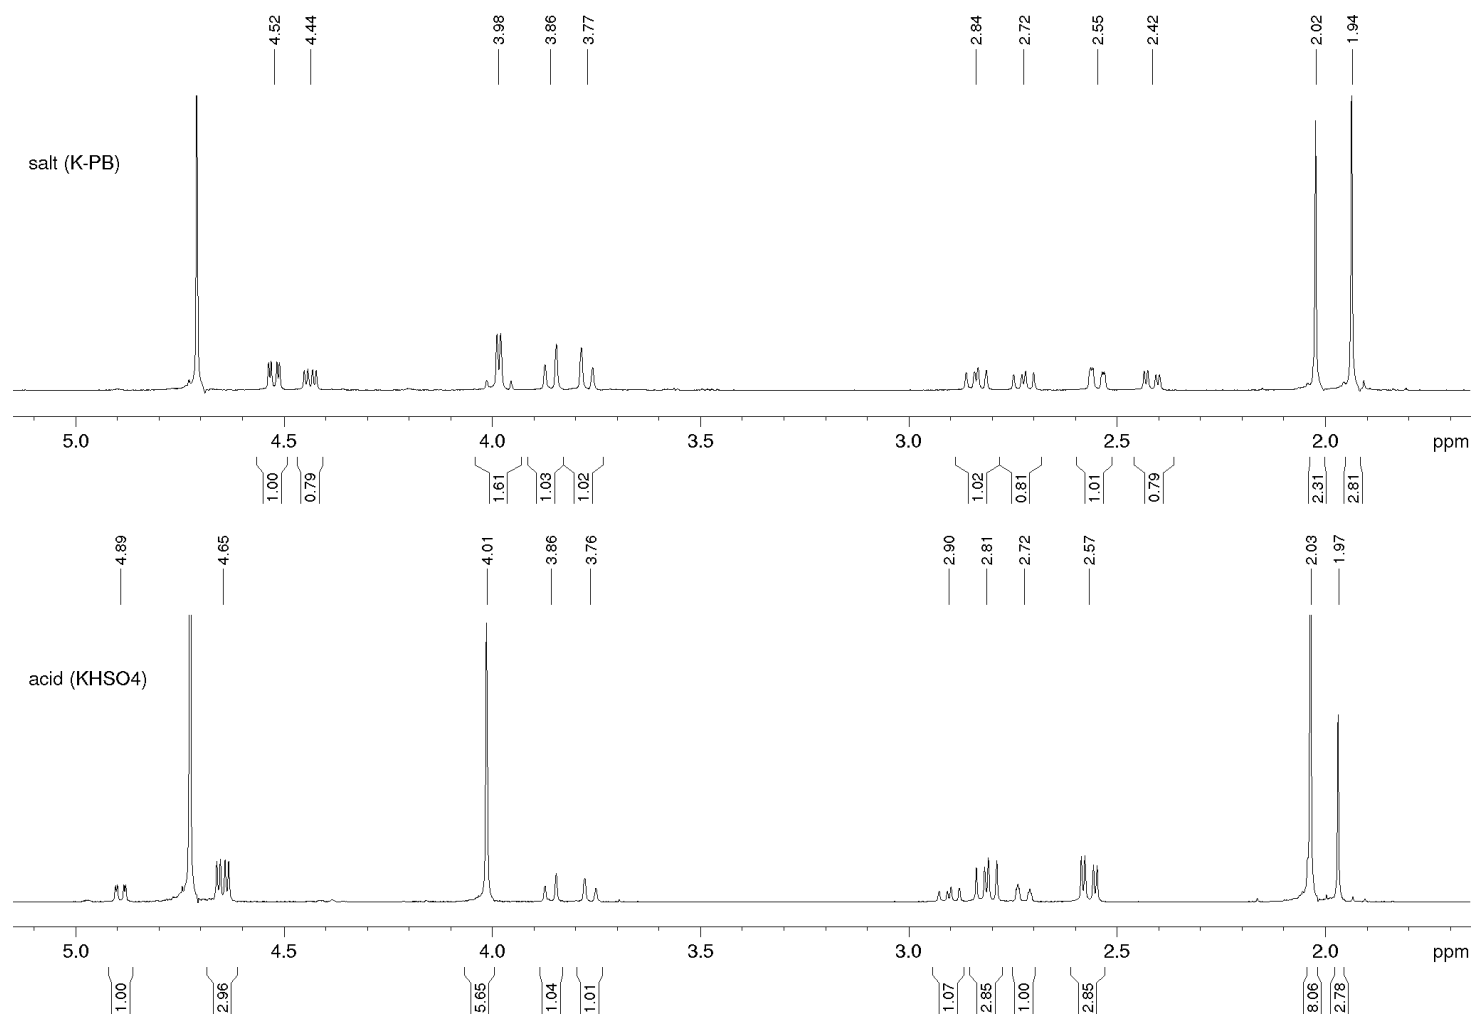 4.52 4.44 3.98 3.86 3.77 2.84 2.72 2.55 2.42 2.02 1.94
salt (K-PB)
5.0 4.5 4.0 3.5 3.0 2.5 2.0 ppm
1.00 0.79 1.61 1.03 1.02 1.02 0.81 1.01 0.79 2.31 2.81
4.89 4.65 4.01 3.86 3.76 2.90 2.81 2.72 2.57 2.03 1.97
acid (KHSO4)
5.0 4.5 4.0 3.5 3.0 2.5 2.0 ppm
1.00 2.96 5.65 1.04 1.01 1.07 2.85 1.00 2.85 8.06 2.78